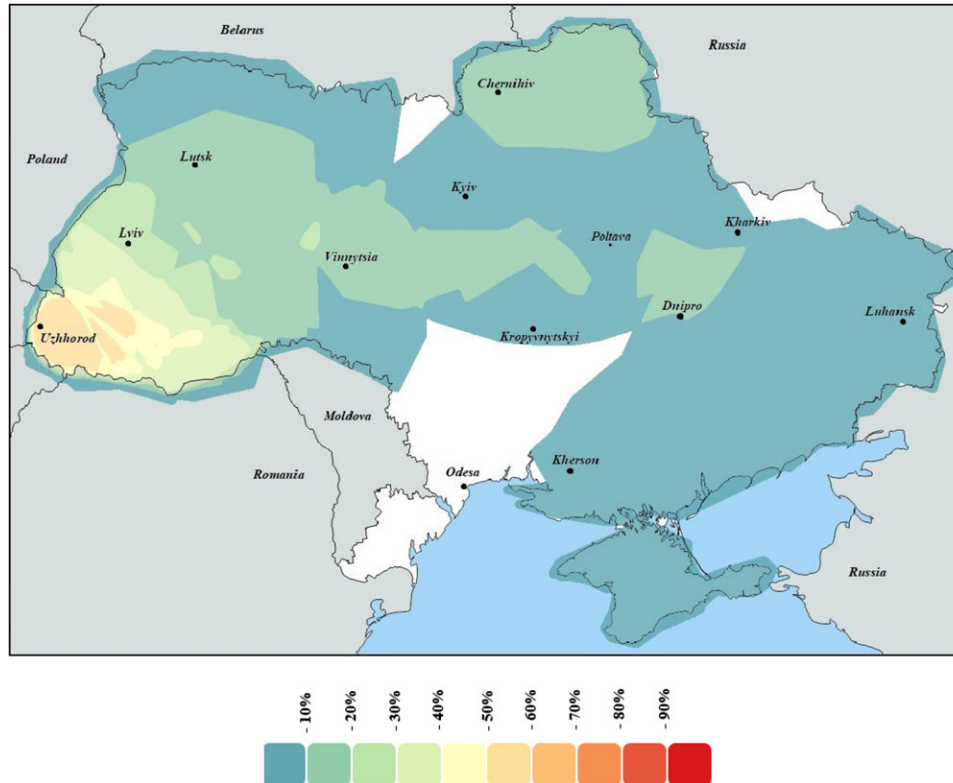 Belarus
Russia
Chernihiv
Poland
Lutsk
Kyiv
Lviv
Kharkiv
Poltava
Vinnytsia
Dnipro
Luhansk
Uzhhorod
Kropyvnytskyi
Moldova
Kherson
Romania
Odesa
Russia
- 10%
- 20%
- 30%
- 40%
- 50%
- 60%
- 70%
- 80%
- 90%